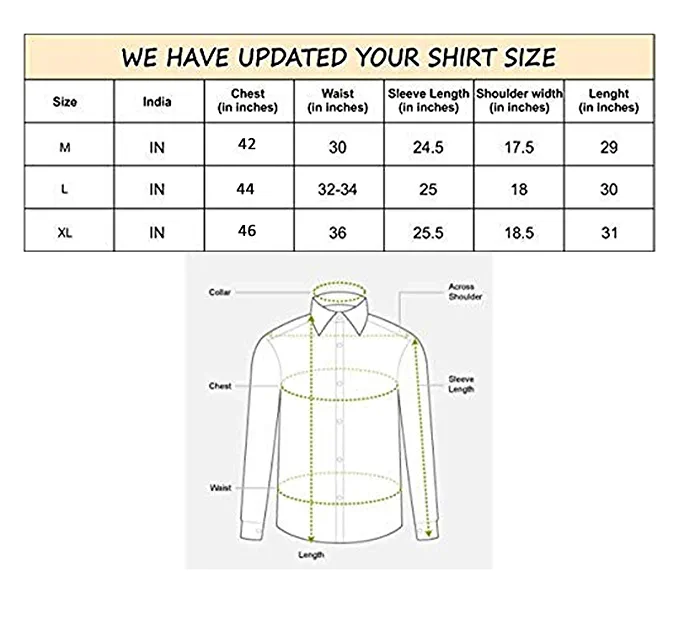 WE HAVE UPDATED YOUR SHIRT SIZE
Size India Chest (in inches) Waist (in inches) Sleeve Length (in inches) Shoulder width (in inches) Lenght (in inches)
M IN 42 30 24.5 17.5 29
L IN 44 32-34 25 18 30
XL IN 46 36 25.5 18.5 31
Collar
Across
Shoulder
Chest
Sleeve
Length
Waist
Length